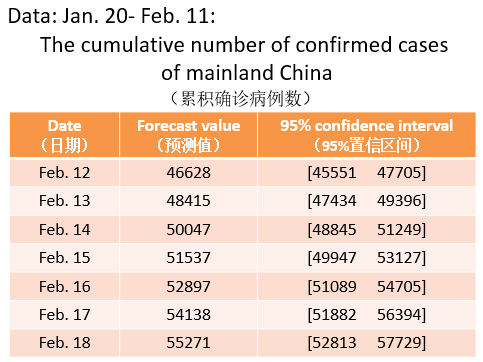 Data: Jan. 20- Feb. 11:
The cumulative number of confirmed cases
of mainland China
（累积确诊病例数）
Date Forecast value 95% confidence interval
（日期） （预测值） （95%置信区间）
Feb. 12 46628 [45551 47705]
Feb. 13 48415 [47434 49396]
Feb. 14 50047 [48845 51249]
Feb. 15 51537 [49947 53127]
Feb. 16 52897 [51089 54705]
Feb. 17 54138 [51882 56394]
Feb. 18 55271 [52813 57729]